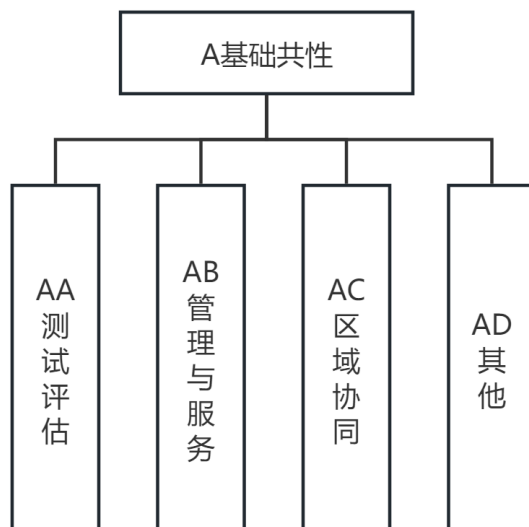 A基础共性
AA
测
试
评
估
AB
管
理
与
服
务
AC
区
域
协
同
AD
其
他